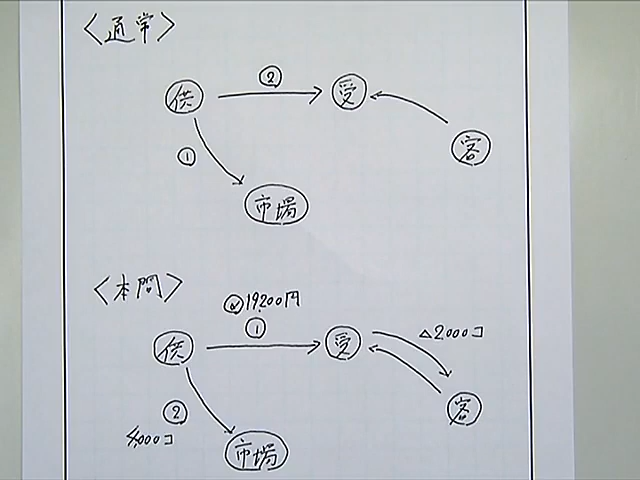 〈通常〉
②
供
受
客
①
市場
〈本問〉
@19,200円
①
供
受
△2,000コ
客
②
4,000コ
市場